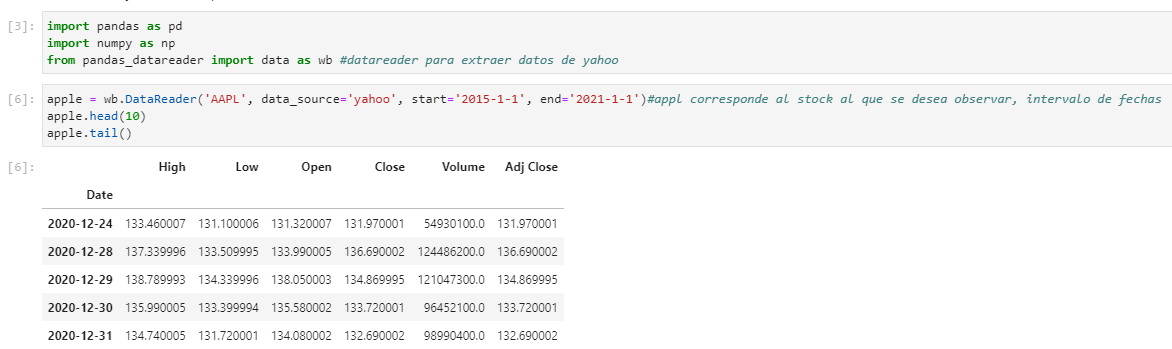 [3]: import pandas as pd
import numpy as np
from pandas_datareader import data as wb #datareader para extraer datos de yahoo
[6]: apple = wb.DataReader('AAPL', data_source='yahoo', start='2015-1-1', end='2021-1-1')#appl corresponde al stock al que se desea observar, intervalo de fechas
apple.head(10)
apple.tail()
[6]: High Low Open Close Volume Adj Close
Date
2020-12-24 133.460007 131.100006 131.320007 131.970001 54930100.0 131.970001
2020-12-28 137.339996 133.509995 133.990005 136.690002 124486200.0 136.690002
2020-12-29 138.789993 134.339996 138.050003 134.869995 121047300.0 134.869995
2020-12-30 135.990005 133.399994 135.580002 133.720001 96452100.0 133.720001
2020-12-31 134.740005 131.720001 134.080002 132.690002 98990400.0 132.690002